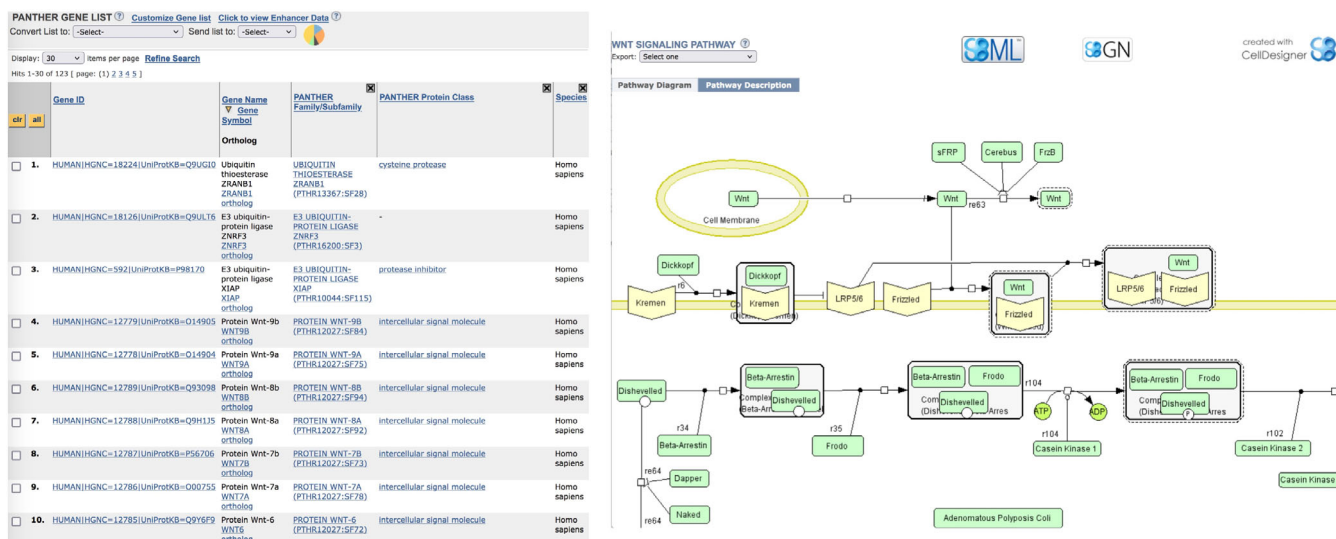 PANTHER GENE LIST ? Customize Gene list Click to view Enhancer Data ?
Convert List to: -Select- Send list to: -Select-
Display: 30 items per page Refine Search
Hits 1-30 of 123 [ page: (1) 2 3 4 5 ]
clr all
Gene ID
Gene Name
Gene
Symbol
Ortholog
PANTHER
Family/Subfamily
PANTHER Protein Class
Species
1. HUMAN|HGNC=18224|UniProtKB=Q9UGI0
Ubiquitin
thioesterase
ZRANB1
ZRANB1
ortholog
UBIQUITIN
THIOESTERASE
ZRANB1
(PTHR13367:SF28)
cysteine protease
Homo
sapiens
2. HUMAN|HGNC=18126|UniProtKB=Q9ULT6
E3 ubiquitin-
protein ligase
ZNRF3
ZNRF3
ortholog
E3 UBIQUITIN-
PROTEIN LIGASE
ZNRF3
(PTHR16200:SF3)
-
Homo
sapiens
3. HUMAN|HGNC=592|UniProtKB=P98170
E3 ubiquitin-
protein ligase
XIAP
XIAP
ortholog
E3 UBIQUITIN-
PROTEIN LIGASE
XIAP
(PTHR10044:SF115)
protease inhibitor
Homo
sapiens
4. HUMAN|HGNC=12779|UniProtKB=O14905
Protein Wnt-9b
WNT9B
ortholog
PROTEIN WNT-9B
(PTHR12027:SF84)
intercellular signal molecule
Homo
sapiens
5. HUMAN|HGNC=12778|UniProtKB=O14904
Protein Wnt-9a
WNT9A
ortholog
PROTEIN WNT-9A
(PTHR12027:SF75)
intercellular signal molecule
Homo
sapiens
6. HUMAN|HGNC=12789|UniProtKB=Q93098
Protein Wnt-8b
WNT8B
ortholog
PROTEIN WNT-8B
(PTHR12027:SF94)
intercellular signal molecule
Homo
sapiens
7. HUMAN|HGNC=12788|UniProtKB=Q9H1J5
Protein Wnt-8a
WNT8A
ortholog
PROTEIN WNT-8A
(PTHR12027:SF92)
intercellular signal molecule
Homo
sapiens
8. HUMAN|HGNC=12787|UniProtKB=P56706
Protein Wnt-7b
WNT7B
ortholog
PROTEIN WNT-7B
(PTHR12027:SF73)
intercellular signal molecule
Homo
sapiens
9. HUMAN|HGNC=12786|UniProtKB=O00755
Protein Wnt-7a
WNT7A
ortholog
PROTEIN WNT-7A
(PTHR12027:SF78)
intercellular signal molecule
Homo
sapiens
10. HUMAN|HGNC=12785|UniProtKB=Q9Y6F9
Protein Wnt-6
WNT6
ortholog
PROTEIN WNT-6
(PTHR12027:SF72)
intercellular signal molecule
Homo
sapiens
WNT SIGNALING PATHWAY ?
Export: Select one
SBML
SBGN
created with
CellDesigner
Pathway Diagram Pathway Description
sFRP Cerebus FrzB
Wnt Wnt re63 Wnt
Cell Membrane
Dickkopf Dickkopf Wnt
r6
Wnt
Kremen Kremen LRP5/6 Frizzled Frizzled LRP5/6 Frizzled
Dishevelled
Beta-Arrestin
Dishevelled
Beta-Arrestin Frodo
Dishevelled
r104
ATP ADP
Beta-Arrestin Frodo
Dishevelled
P
r34 r35 r104 r102
Beta-Arrestin Frodo Casein Kinase 1 Casein Kinase 2
re64
Dapper
Casein Kinase
Naked
re64
Adenomatous Polyposis Coli